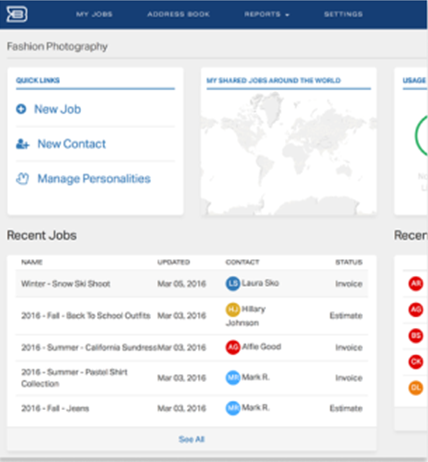 MY JOBS ADDRESS BOOK REPORTS SETTINGS
Fashion Photography
QUICK LINKS
New Job
New Contact
Manage Personalities
MY SHARED JOBS AROUND THE WORLD
USAGE
Recent Jobs
NAME UPDATED CONTACT STATUS
Winter - Snow Ski Shoot Mar 05, 2016 LS Laura Sko Invoice
2016 - Fall - Back To School Outfits Mar 03, 2016 HJ Hillary
Johnson Estimate
2016 - Summer - California Sundress Mar 03, 2016 AG Alfie Good Invoice
2016 - Summer - Pastel Shirt
Collection Mar 03, 2016 MR Mark R. Invoice
2016 - Fall - Jeans Mar 03, 2016 MR Mark R. Estimate
See All
Recen
AR
AG
BS
CK
DL